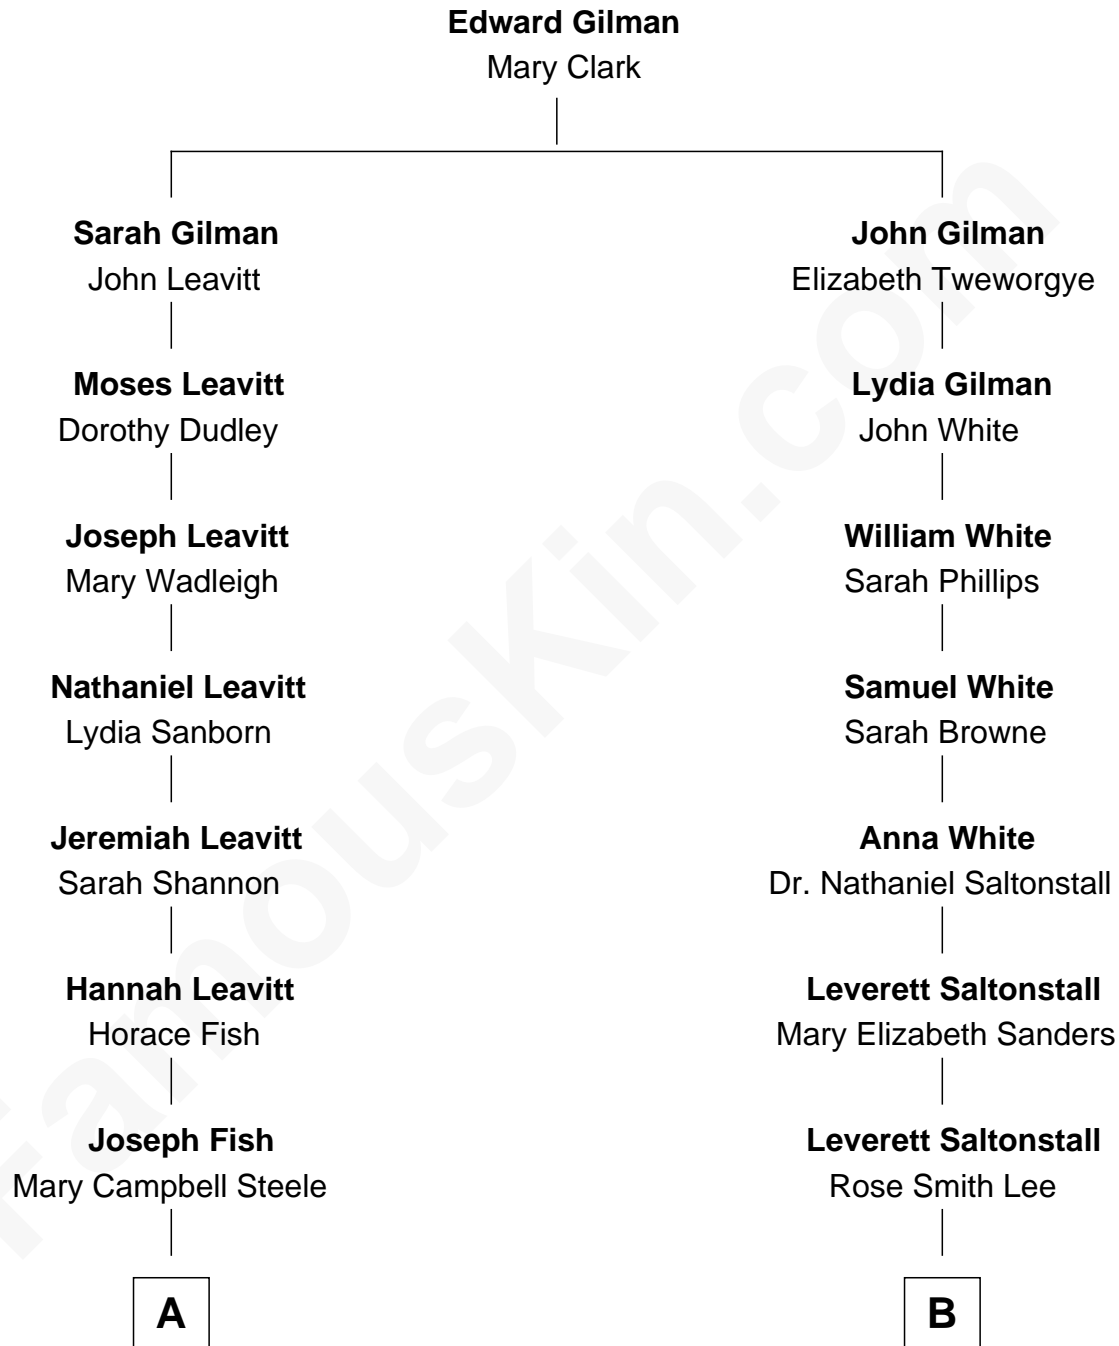 Edward Gilman
Mary Clark
Sarah Gilman
John Leavitt
John Gilman
Elizabeth Tweworgye
Moses Leavitt
Dorothy Dudley
Lydia Gilman
John White
Joseph Leavitt
Mary Wadleigh
William White
Sarah Phillips
Nathaniel Leavitt
Lydia Sanborn
Samuel White
Sarah Browne
Jeremiah Leavitt
Sarah Shannon
Anna White
Dr. Nathaniel Saltonstall
Hannah Leavitt
Horace Fish
Leverett Saltonstall
Mary Elizabeth Sanders
Joseph Fish
Mary Campbell Steele
Leverett Saltonstall
Rose Smith Lee
A
B
FamousKin.com